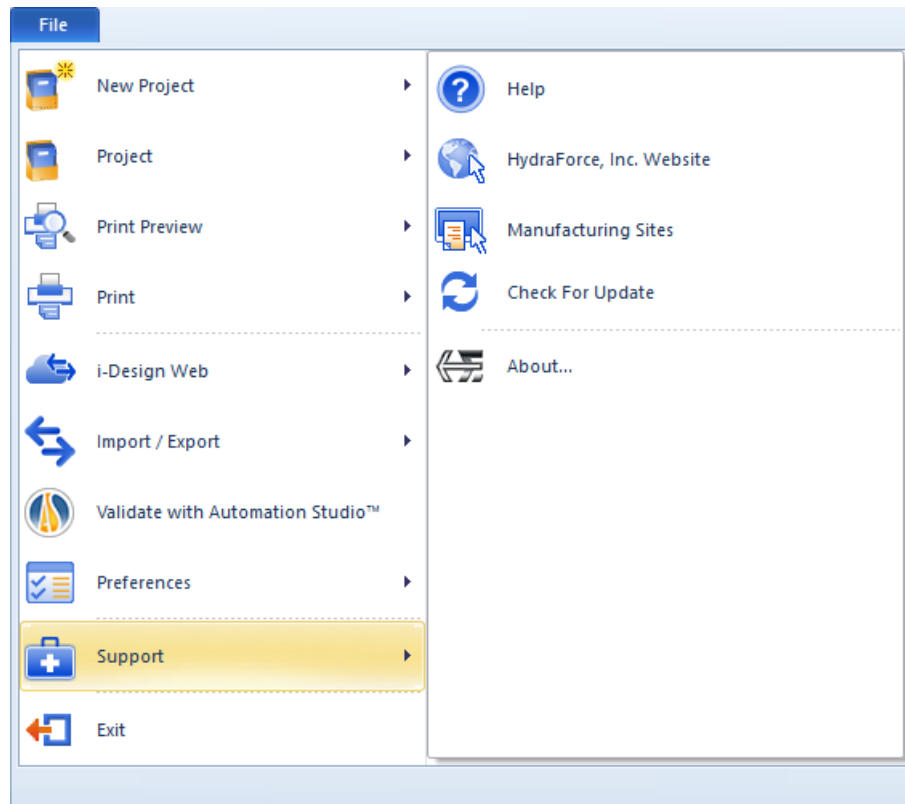 File
New Project
Project
Print Preview
Print
i-Design Web
Import / Export
Validate with Automation Studio™
Preferences
Support
Exit
Help
HydraForce, Inc. Website
Manufacturing Sites
Check For Update
About...